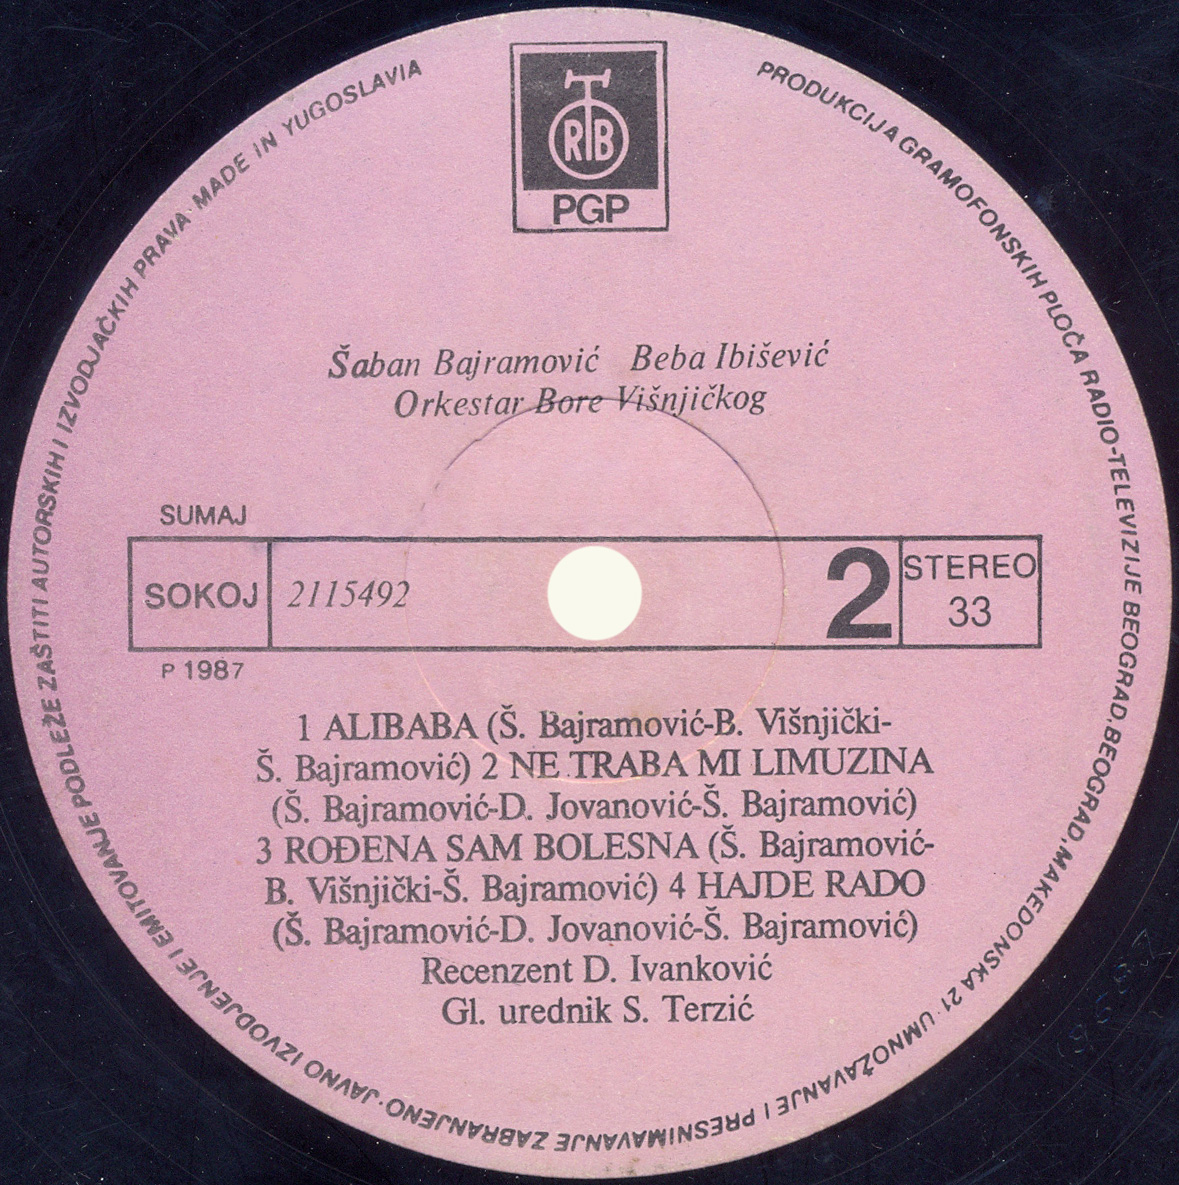 RTB
PGP
PRODUKCIJA GRAMOFONSKIH PLOČA RADIO-TELEVIZIJE BEOGRAD, BEOGRAD, MAKEDONSKA 21 · UMNOŽAVANJE I PRESNIMAVANJE ZABRANJENO · JAVNO IZVODJENJE I EMITOVANJE PODLEŽE ZAŠTITI AUTORSKIH I IZVODJAČKIH PRAVA · MADE IN YUGOSLAVIA
Šaban Bajramović Beba Ibišević
Orkestar Bore Višnjičkog
SUMAJ
SOKOJ 2115492 2 STEREO
33
P 1987
1 ALIBABA (Š. Bajramović-B. Višnjički-
Š. Bajramović) 2 NE TRABA MI LIMUZINA
(Š. Bajramović-D. Jovanović-Š. Bajramović)
3 ROĐENA SAM BOLESNA (Š. Bajramović-
B. Višnjički-Š. Bajramović) 4 HAJDE RADO
(Š. Bajramović-D. Jovanović-Š. Bajramović)
Recenzent D. Ivanković
Gl. urednik S. Terzić